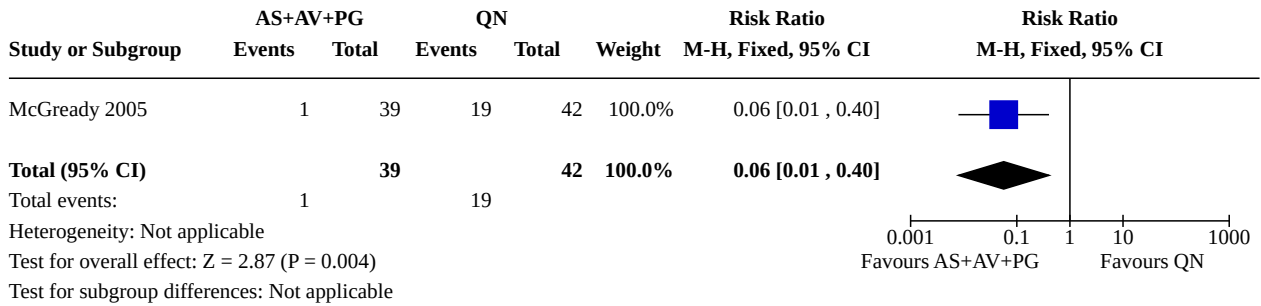 AS+AV+PG QN Risk Ratio Risk Ratio
Study or Subgroup Events Total Events Total Weight M-H, Fixed, 95% CI M-H, Fixed, 95% CI
McGready 2005 1 39 19 42 100.0% 0.06 [0.01 , 0.40]
Total (95% CI) 39 42 100.0% 0.06 [0.01 , 0.40]
Total events: 1 19
Heterogeneity: Not applicable
Test for overall effect: Z = 2.87 (P = 0.004)
Test for subgroup differences: Not applicable
0.001 0.1 1 10 1000
Favours AS+AV+PG Favours QN